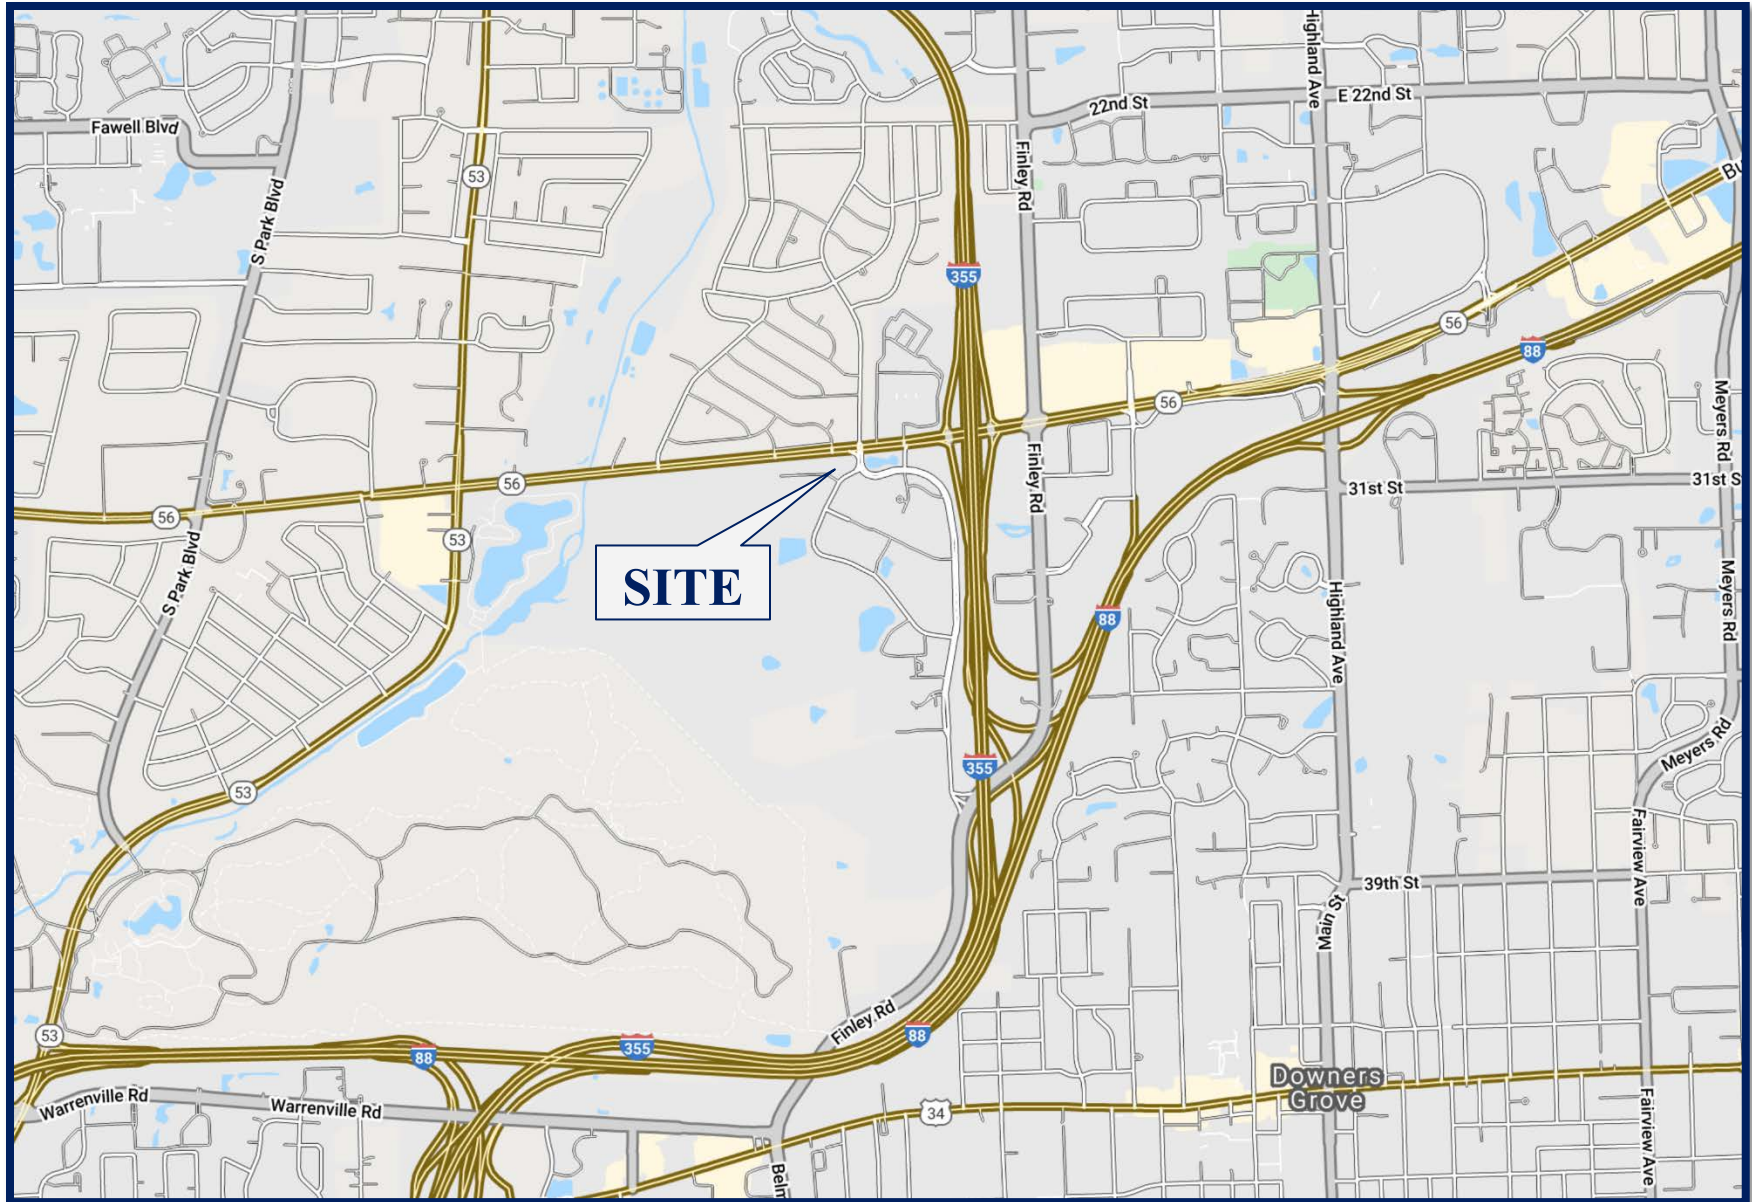 Highland Ave
E 22nd St
22nd St
Fawell Blvd
53
Finley Rd
S Park Blvd
355
56
88
Meyers Rd
56
Finley Rd
56
31st St
31st S
56
53
S Park Blvd
SITE
88
Highland Ave
Meyers Rd
355
Meyers Rd
53
Fairview Ave
39th St
Main St
Finley Rd
53
88
355
88
Downers
Grove
Warrenville Rd
Warrenville Rd
34
Fairview Ave